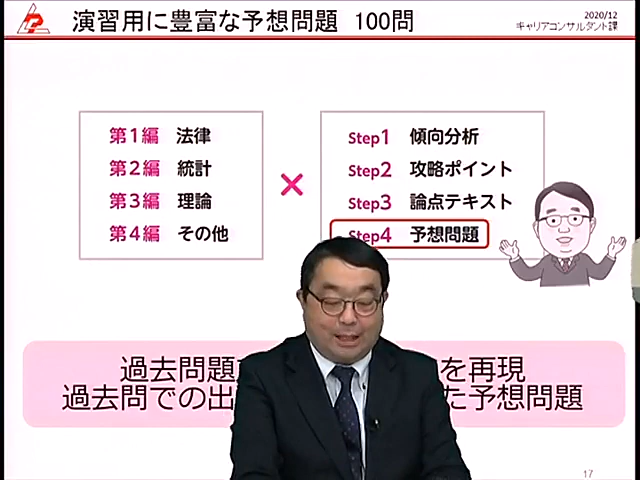 演習用に豊富な予想問題 100問
2020/12
キャリアコンサルタント課
第1編 法律
第2編 統計
第3編 理論
第4編 その他
×
Step1 傾向分析
Step2 攻略ポイント
Step3 論点テキスト
Step4 予想問題
過去問題 を再現
過去問での出 た予想問題
17